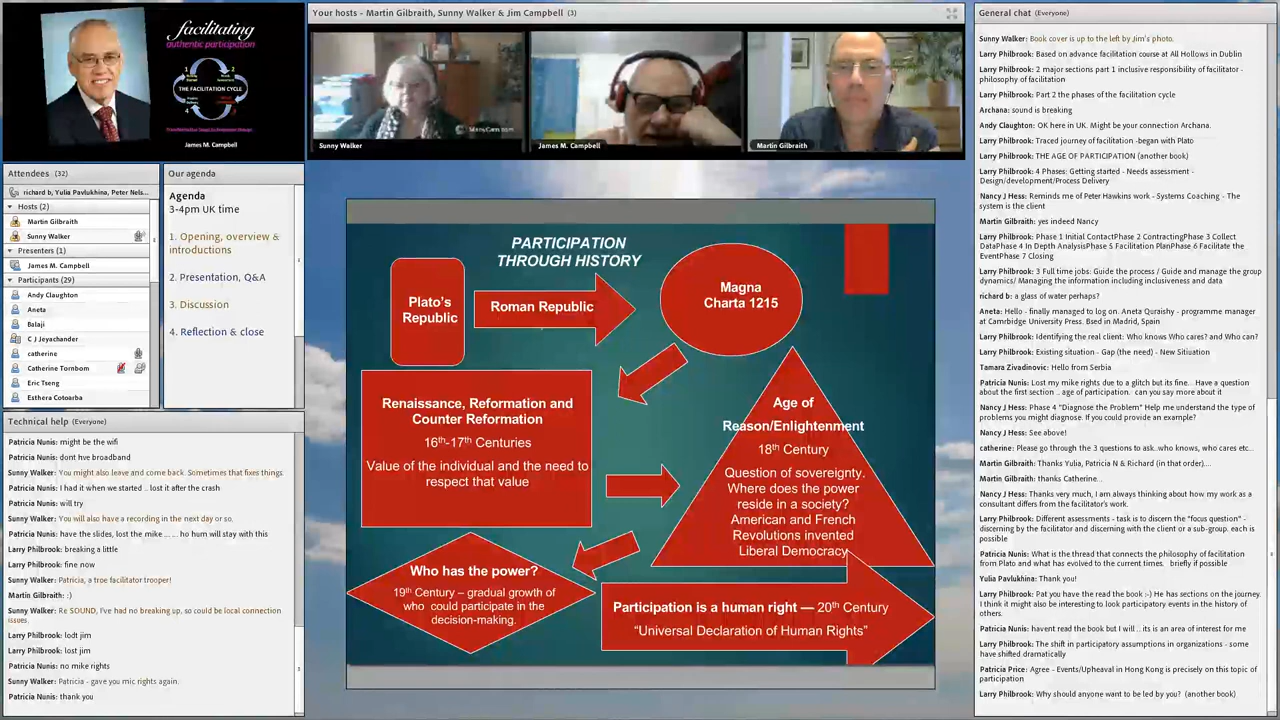 facilitating
authentic participation
THE FACILITATION CYCLE
James M. Campbell
Your hosts - Martin Gilbraith, Sunny Walker & Jim Campbell (3)
Sunny Walker
ManyCam.com
James M. Campbell
Martin Gilbraith
Attendees (32)
richard b, Yulia Pavlukhina, Peter Nels...
Hosts (2)
Martin Gilbraith
Sunny Walker
Presenters (1)
James M. Campbell
Participants (29)
Andy Claughton
Aneta
Balaji
C J Jeyachander
catherine
Catherine Tornbom
Eric Tseng
Esthera Cotoarba
Our agenda
Agenda
3-4pm UK time
1. Opening, overview &
introductions
2. Presentation, Q&A
3. Discussion
4. Reflection & close
Technical help (Everyone)
Patricia Nunis: might be the wifi
Patricia Nunis: dont hve broadband
Sunny Walker: You might also leave and come back. Sometimes that fixes things.
Patricia Nunis: I had it when we started .. lost it after the crash
Patricia Nunis: will try
Sunny Walker: You will also have a recording in the next day or so.
Patricia Nunis: have the slides, lost the mike ... ... ho hum will stay with this
Larry Philbrook: breaking a little
Larry Philbrook: fine now
Sunny Walker: Patricia, a troe facilitator trooper!
Martin Gilbraith: :)
Sunny Walker: Re SOUND, I've had no breaking up, so could be local connection
issues.
Larry Philbrook: lodt jim
Larry Philbrook: lost jim
Patricia Nunis: no mike rights
Sunny Walker: Patricia - gave you mic rights again.
Patricia Nunis: thank you
PARTICIPATION
THROUGH HISTORY
Plato's
Republic
Roman Republic
Magna
Charta 1215
Renaissance, Reformation and
Counter Reformation
16th-17th Centuries
Value of the individual and the need to
respect that value
Age of
Reason/Enlightenment
18th Century
Question of sovereignty.
Where does the power
reside in a society?
American and French
Revolutions invented
Liberal Democracy
Who has the power?
19th Century – gradual growth of
who could participate in the
decision-making.
Participation is a human right — 20th Century
“Universal Declaration of Human Rights”
General chat (Everyone)
Sunny Walker: Book cover is up to the left by Jim's photo.
Larry Philbrook: Based on advance facilitation course at All Hollows in Dublin
Larry Philbrook: 2 major sections part 1 inclusive responsibility of facilitator -
philosophy of facilitation
Larry Philbrook: Part 2 the phases of the facilitation cycle
Archana: sound is breaking
Andy Claughton: OK here in UK. Might be your connection Archana.
Larry Philbrook: Traced journey of facilitation -began with Plato
Larry Philbrook: THE AGE OF PARTICIPATION (another book)
Larry Philbrook: 4 Phases: Getting started - Needs assessment -
Design/development/Process Delivery
Nancy J Hess: Reminds me of Peter Hawkins work - Systems Coaching - The
system is the client
Martin Gilbraith: yes indeed Nancy
Larry Philbrook: Phase 1 Initial ContactPhase 2 ContractingPhase 3 Collect
DataPhase 4 In Depth AnalysisPhase 5 Facilitation PlanPhase 6 Facilitate the
EventPhase 7 Closing
Larry Philbrook: 3 Full time jobs: Guide the process / Guide and manage the group
dynamics/ Managing the information including inclusiveness and data
richard b: a glass of water perhaps?
Aneta: Hello - finally managed to log on. Aneta Quraishy - programme manager
at Cambridge University Press. Bsed in Madrid, Spain
Larry Philbrook: Identifying the real client: Who knows Who cares? and Who can?
Larry Philbrook: Existing situation - Gap (the need) - New Sitiuation
Tamara Zivadinovic: Hello from Serbia
Patricia Nunis: Lost my mike rights due to a glitch but its fine... Have a question
about the first section .. age of participation. can you say more about it
Nancy J Hess: Phase 4 "Diagnose the Problem" Help me understand the type of
problems you might diagnose. If you could provide an example?
Nancy J Hess: See above!
catherine: Please go through the 3 questions to ask..who knows, who cares etc...
Martin Gilbraith: Thanks Yulia, Patricia N & Richard (in that order)....
Martin Gilbraith: thanks Catherine...
Nancy J Hess: Thanks very much, I am always thinking about how my work as a
consultant differs from the facilitator's work.
Larry Philbrook: Different assessments - task is to discern the "focus question" -
discerning by the facilitator and discerning with the client or a sub-group. each is
possible
Patricia Nunis: What is the thread that connects the philosophy of facilitation
from Plato and what has evolved to the current times. briefly if possible
Yulia Pavlukhina: Thank you!
Larry Philbrook: Pat you have the read the book :-) He has sections on the journey.
I think it might also be interesting to look participatory events in the history of
others.
Patricia Nunis: havent read the book but I will .. its is an area of interest for me
Larry Philbrook: The shift in participatory assumptions in organizations - some
have shifted dramatically
Patricia Price: Agree - Events/Upheaval in Hong Kong is precisely on this topic of
participation
Larry Philbrook: Why should anyone want to be led by you? (another book)